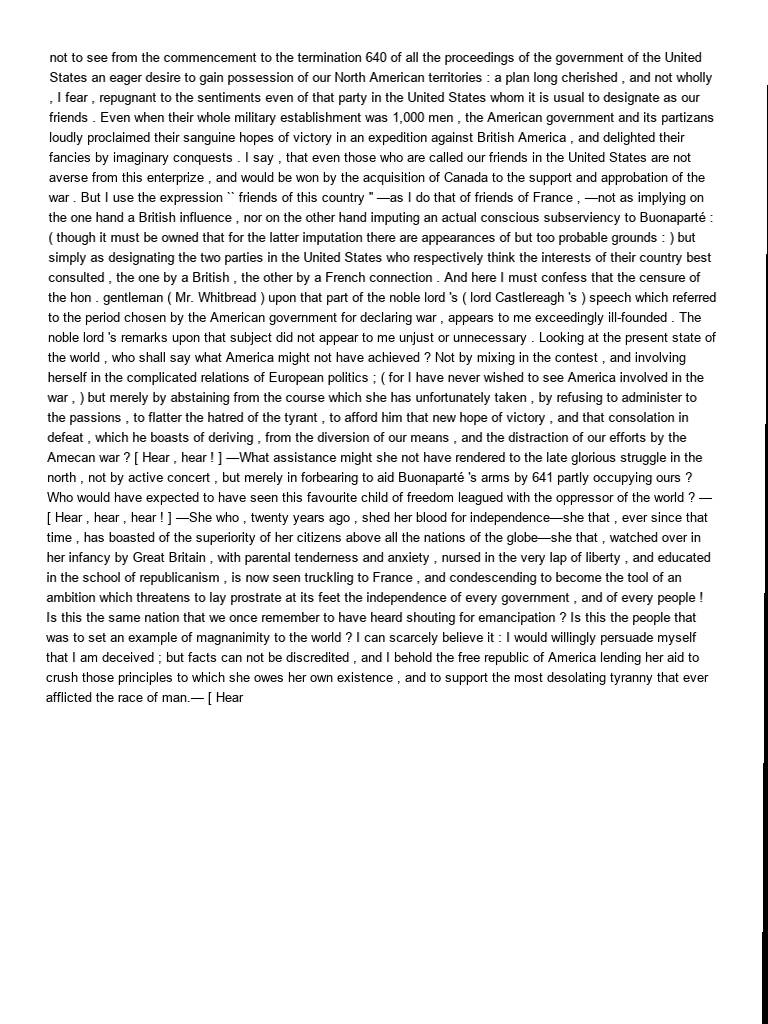 not to see from the commencement to the termination 640 of all the proceedings of the government of the United
States an eager desire to gain possession of our North American territories : a plan long cherished , and not wholly
, I fear , repugnant to the sentiments even of that party in the United States whom it is usual to designate as our
friends . Even when their whole military establishment was 1,000 men , the American government and its partizans
loudly proclaimed their sanguine hopes of victory in an expedition against British America , and delighted their
fancies by imaginary conquests . I say , that even those who are called our friends in the United States are not
averse from this enterprize , and would be won by the acquisition of Canada to the support and approbation of the
war . But I use the expression `` friends of this country " —as I do that of friends of France , —not as implying on
the one hand a British influence , nor on the other hand imputing an actual conscious subserviency to Buonaparté :
( though it must be owned that for the latter imputation there are appearances of but too probable grounds : ) but
simply as designating the two parties in the United States who respectively think the interests of their country best
consulted , the one by a British , the other by a French connection . And here I must confess that the censure of
the hon . gentleman ( Mr. Whitbread ) upon that part of the noble lord 's ( lord Castlereagh 's ) speech which referred
to the period chosen by the American government for declaring war , appears to me exceedingly ill-founded . The
noble lord 's remarks upon that subject did not appear to me unjust or unnecessary . Looking at the present state of
the world , who shall say what America might not have achieved ? Not by mixing in the contest , and involving
herself in the complicated relations of European politics ; ( for I have never wished to see America involved in the
war , ) but merely by abstaining from the course which she has unfortunately taken , by refusing to administer to
the passions , to flatter the hatred of the tyrant , to afford him that new hope of victory , and that consolation in
defeat , which he boasts of deriving , from the diversion of our means , and the distraction of our efforts by the
Amecan war ? [ Hear , hear ! ] —What assistance might she not have rendered to the late glorious struggle in the
north , not by active concert , but merely in forbearing to aid Buonaparté 's arms by 641 partly occupying ours ?
Who would have expected to have seen this favourite child of freedom leagued with the oppressor of the world ? —
[ Hear , hear , hear ! ] —She who , twenty years ago , shed her blood for independence—she that , ever since that
time , has boasted of the superiority of her citizens above all the nations of the globe—she that , watched over in
her infancy by Great Britain , with parental tenderness and anxiety , nursed in the very lap of liberty , and educated
in the school of republicanism , is now seen truckling to France , and condescending to become the tool of an
ambition which threatens to lay prostrate at its feet the independence of every government , and of every people !
Is this the same nation that we once remember to have heard shouting for emancipation ? Is this the people that
was to set an example of magnanimity to the world ? I can scarcely believe it : I would willingly persuade myself
that I am deceived ; but facts can not be discredited , and I behold the free republic of America lending her aid to
crush those principles to which she owes her own existence , and to support the most desolating tyranny that ever
afflicted the race of man.— [ Hear